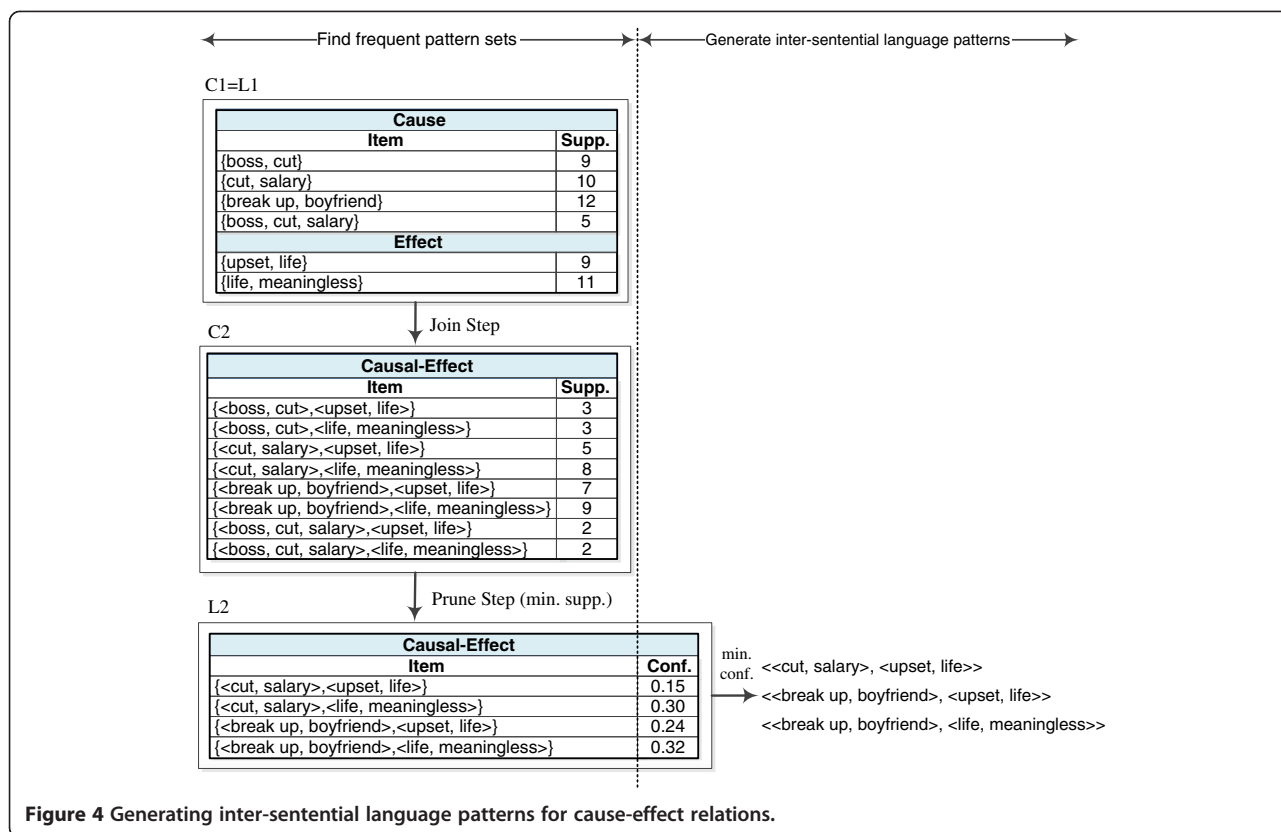 Find frequent pattern sets
Generate inter-sentential language patterns
C1=L1
Cause
Item Supp.
{boss, cut} 9
{cut, salary} 10
{break up, boyfriend} 12
{boss, cut, salary} 5
Effect
{upset, life} 9
{life, meaningless} 11
Join Step
C2
Causal-Effect
Item Supp.
{<boss, cut>,<upset, life>} 3
{<boss, cut>,<life, meaningless>} 3
{<cut, salary>,<upset, life>} 5
{<cut, salary>,<life, meaningless>} 8
{<break up, boyfriend>,<upset, life>} 7
{<break up, boyfriend>,<life, meaningless>} 9
{<boss, cut, salary>,<upset, life>} 2
{<boss, cut, salary>,<life, meaningless>} 2
Prune Step (min. supp.)
L2
Causal-Effect
Item Conf.
{<cut, salary>,<upset, life>} 0.15
{<cut, salary>,<life, meaningless>} 0.30
{<break up, boyfriend>,<upset, life>} 0.24
{<break up, boyfriend>,<life, meaningless>} 0.32
min.
conf.
<<cut, salary>, <upset, life>>
<<break up, boyfriend>, <upset, life>>
<<break up, boyfriend>, <life, meaningless>>
Figure 4 Generating inter-sentential language patterns for cause-effect relations.